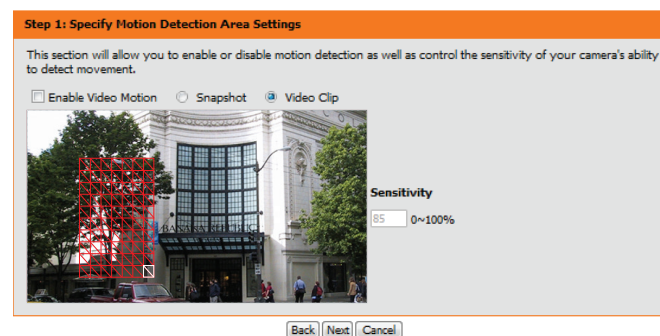 Step 1: Specify Motion Detection Area Settings
This section will allow you to enable or disable motion detection as well as control the sensitivity of your camera's ability
to detect movement.
Enable Video Motion Snapshot Video Clip
BANANA REPUBLIC
Sensitivity
85 0~100%
Back Next Cancel